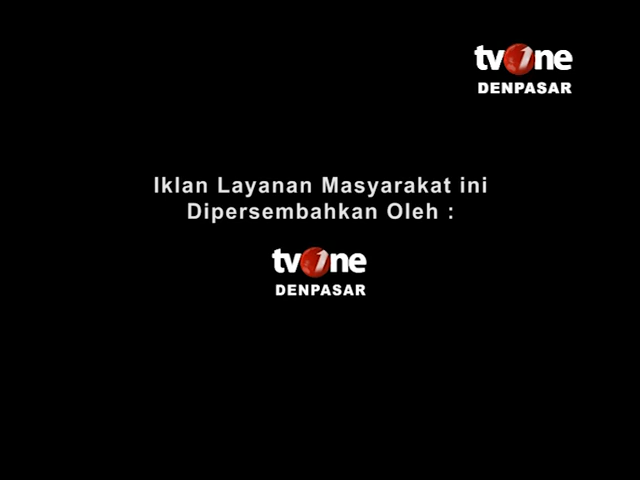 tvOne
DENPASAR
Iklan Layanan Masyarakat ini
Dipersembahkan Oleh :
tvOne
DENPASAR